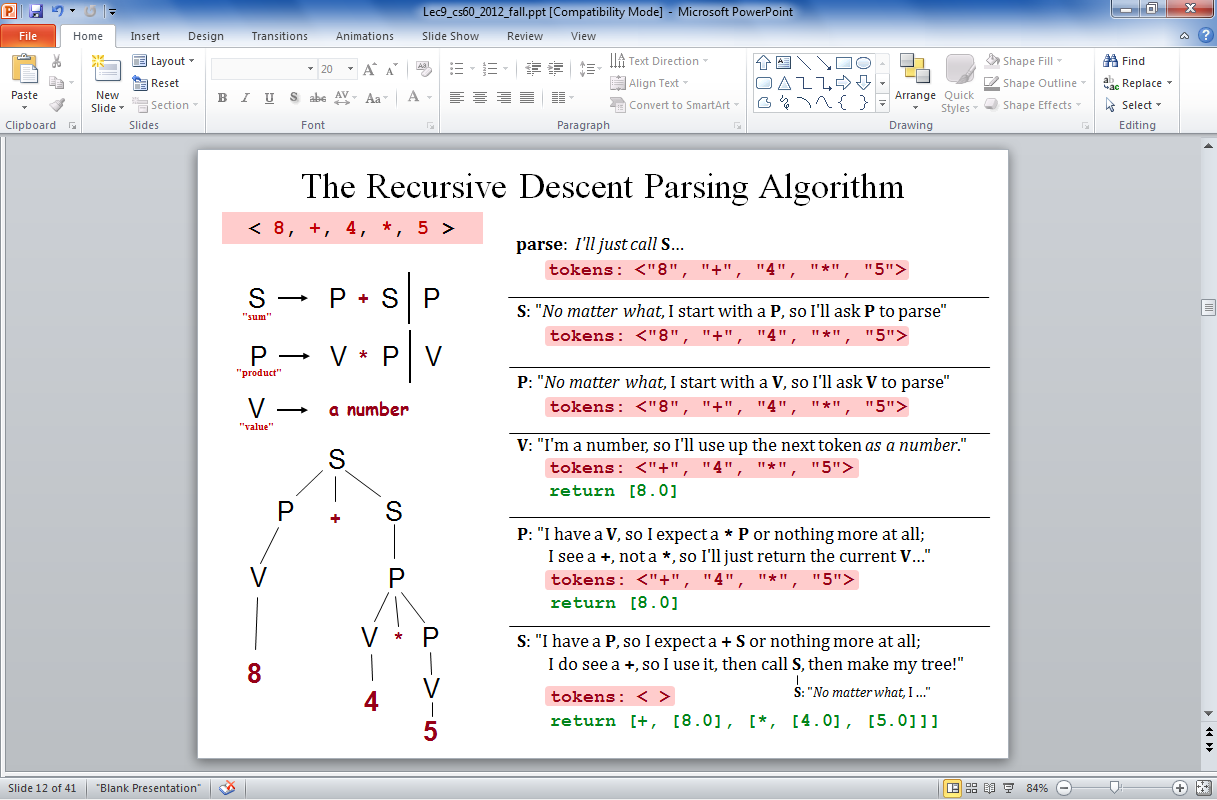 Lec9_cs60_2012_fall.ppt [Compatibility Mode] - Microsoft PowerPoint
File Home Insert Design Transitions Animations Slide Show Review View
Paste
Clipboard
New Slide
Layout
Reset
Section
Slides
20
B I U S abc AV Aa A
Font
Text Direction
Align Text
Convert to SmartArt
Paragraph
Arrange
Quick Styles
Shape Fill
Shape Outline
Shape Effects
Drawing
Find
Replace
Select
Editing
The Recursive Descent Parsing Algorithm
< 8, +, 4, *, 5 >
S → P + S | P
"sum"
P → V * P | V
"product"
V → a number
"value"
S
P + S
V P
V * P
8 4 V
5
parse: I'll just call S...
tokens: <"8", "+", "4", "*", "5">
S: "No matter what, I start with a P, so I'll ask P to parse"
tokens: <"8", "+", "4", "*", "5">
P: "No matter what, I start with a V, so I'll ask V to parse"
tokens: <"8", "+", "4", "*", "5">
V: "I'm a number, so I'll use up the next token as a number."
tokens: <"+", "4", "*", "5">
return [8.0]
P: "I have a V, so I expect a * P or nothing more at all;
I see a +, not a *, so I'll just return the current V..."
tokens: <"+", "4", "*", "5">
return [8.0]
S: "I have a P, so I expect a + S or nothing more at all;
I do see a +, so I use it, then call S, then make my tree!"
S: "No matter what, I ..."
tokens: < >
return [+, [8.0], [*, [4.0], [5.0]]]
Slide 12 of 41 "Blank Presentation" 84%